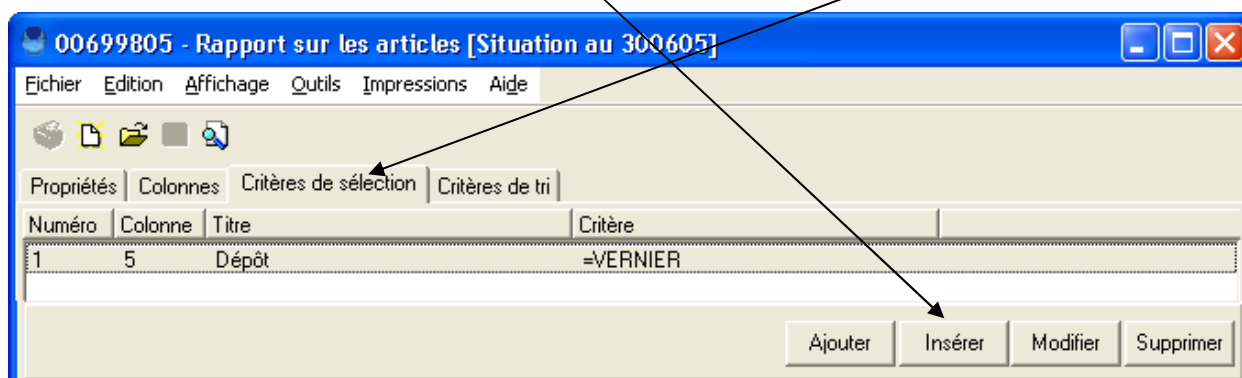 00699805 - Rapport sur les articles [Situation au 300605]
Fichier Edition Affichage Outils Impressions Aide
Propriétés Colonnes Critères de sélection Critères de tri
Numéro Colonne Titre Critère
1 5 Dépôt =VERNIER
Ajouter Insérer Modifier Supprimer